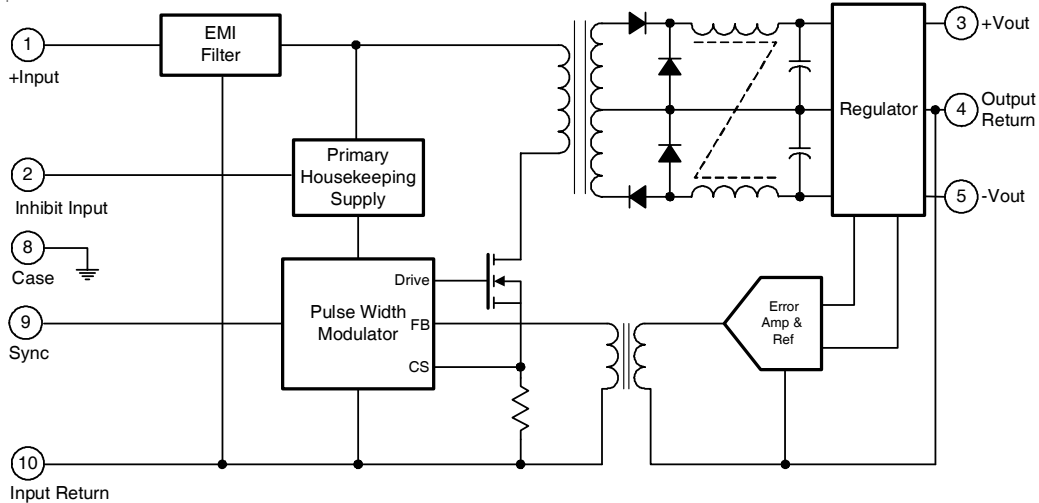 1
+Input
EMI
Filter
3
+Vout
Regulator
4
Output
Return
5
-Vout
2
Inhibit Input
Primary
Housekeeping
Supply
8
Case
9
Sync
Pulse Width
Modulator
Drive
FB
CS
Error
Amp &
Ref
10
Input Return